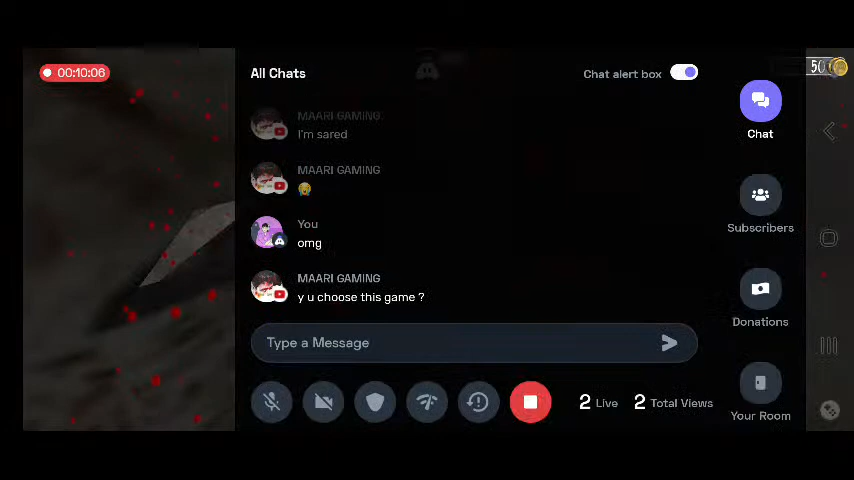 00:10:06
All Chats
Chat alert box
50
MAARI GAMING
I'm sared
Chat
MAARI GAMING
😭
You
omg
Subscribers
MAARI GAMING
y u choose this game ?
Donations
Type a Message
2 Live 2 Total Views
Your Room